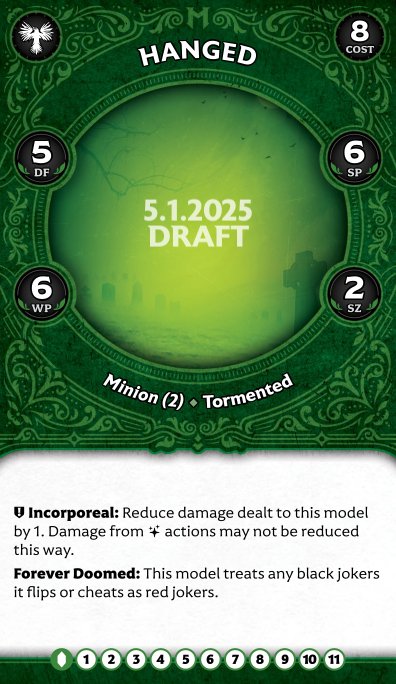 HANGED
8
COST
5
DF
6
SP
5.1.2025
DRAFT
6
WP
2
SZ
Minion (2) ◆ Tormented
Incorporeal: Reduce damage dealt to this model
by 1. Damage from actions may not be reduced
this way.
Forever Doomed: This model treats any black jokers
it flips or cheats as red jokers.
1 2 3 4 5 6 7 8 9 10 11